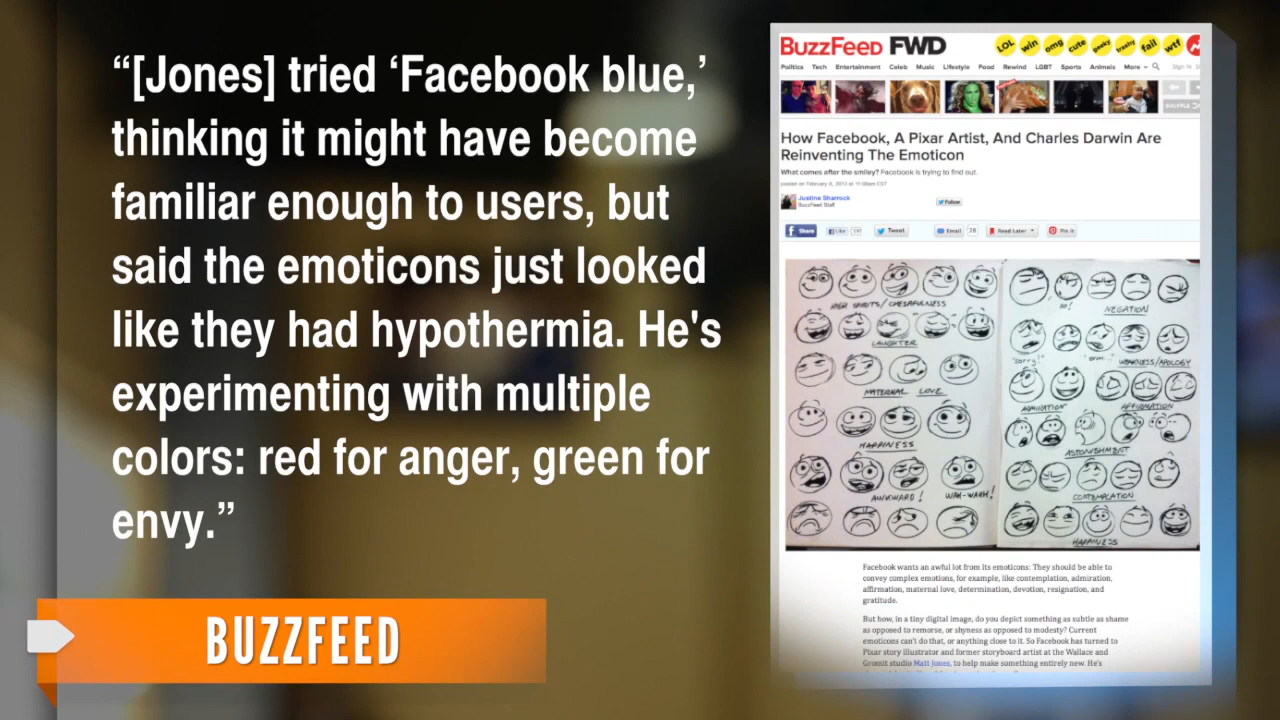 “[Jones] tried ‘Facebook blue,’
thinking it might have become
familiar enough to users, but
said the emoticons just looked
like they had hypothermia. He's
experimenting with multiple
colors: red for anger, green for
envy.”
BUZZFEED
BuzzFeed FWD
LOL win omg cute geeky trashy fail wtf
Politics Tech Entertainment Celeb Music Lifestyle Food Rewind LGBT Sports Animals More Sign in
SHUFFLE
How Facebook, A Pixar Artist, And Charles Darwin Are
Reinventing The Emoticon
What comes after the smiley? Facebook is trying to find out.
Justine Sharrock
BuzzFeed Staff
Follow
Share Like Tweet Email 28 Read Later Pin it
HIGH SPIRITS/CHEERFULNESS
LAUGHTER
MATERNAL LOVE
HAPPINESS
AWKWARD! WAH-WAHH!
NEGATION
"SORRY!"
WEAKNESS/APOLOGY
ADMIRATION AFFIRMATION
ASTONISHMENT
CONTEMPLATION
HAPPINESS
Facebook wants an awful lot from its emoticons: They should be able to
convey complex emotions, for example, like contemplation, admiration,
affirmation, maternal love, determination, devotion, resignation, and
gratitude.
But how, in a tiny digital image, do you depict something as subtle as shame
as opposed to remorse, or shyness as opposed to modesty? Current
emoticons can't do that, or anything close to it. So Facebook has turned to
Pixar story illustrator and former storyboard artist at the Wallace and
Gromit studio Matt Jones, to help make something entirely new. He's